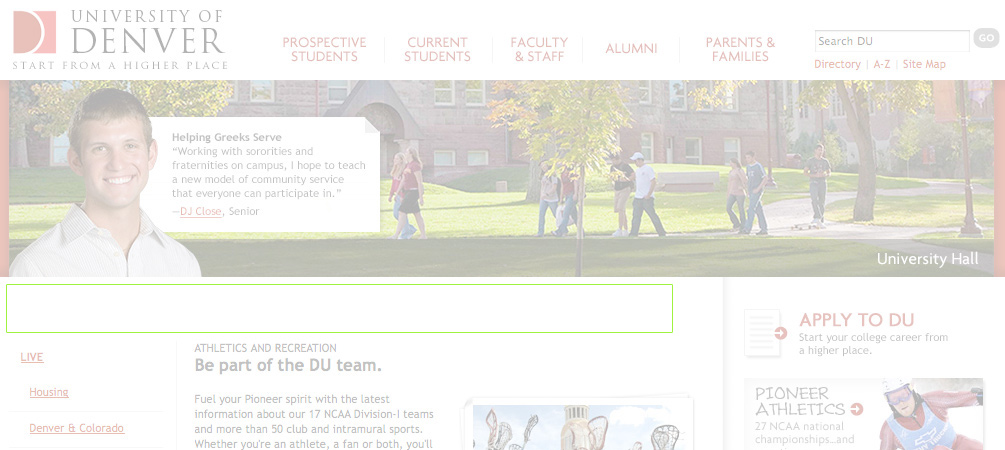 UNIVERSITY OF
DENVER
START FROM A HIGHER PLACE
PROSPECTIVE
STUDENTS
CURRENT
STUDENTS
FACULTY
& STAFF
ALUMNI
PARENTS &
FAMILIES
Search DU
GO
Directory | A-Z | Site Map
Helping Greeks Serve
“Working with sororities and
fraternities on campus, I hope to teach
a new model of community service
that everyone can participate in.”
—DJ Close, Senior
University Hall
LIVE
Housing
Denver & Colorado
ATHLETICS AND RECREATION
Be part of the DU team.
Fuel your Pioneer spirit with the latest
information about our 17 NCAA Division-I teams
and more than 50 club and intramural sports.
Whether you're an athlete, a fan or both, you'll
APPLY TO DU
Start your college career from
a higher place.
PIONEER
ATHLETICS
27 NCAA national
championships...and